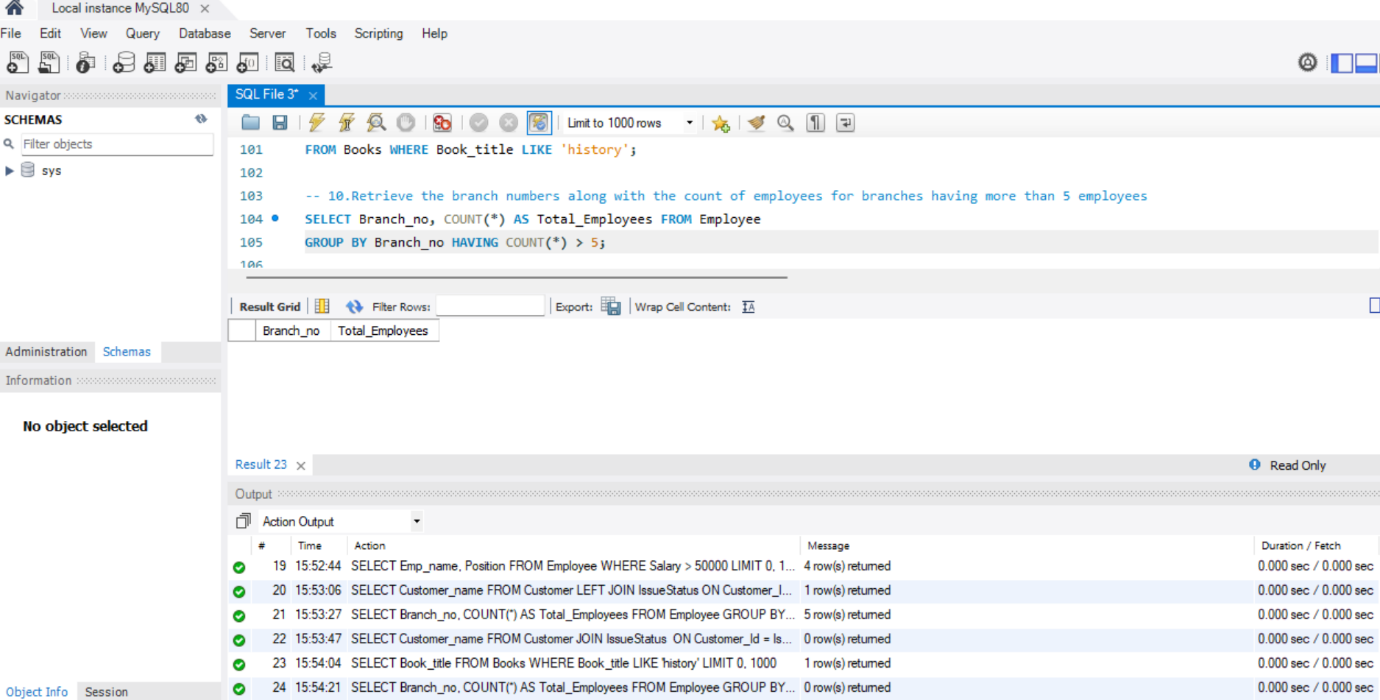 Local instance MySQL80 ×
File Edit View Query Database Server Tools Scripting Help
Navigator
SQL File 3* ×
SCHEMAS
Filter objects
sys
Limit to 1000 rows
101 FROM Books WHERE Book_title LIKE 'history';
102
103 -- 10.Retrieve the branch numbers along with the count of employees for branches having more than 5 employees
104 SELECT Branch_no, COUNT(*) AS Total_Employees FROM Employee
105 GROUP BY Branch_no HAVING COUNT(*) > 5;
106
Result Grid Filter Rows: Export: Wrap Cell Content:
Branch_no Total_Employees
Administration Schemas
Information
No object selected
Result 23 × Read Only
Output
Action Output
# Time Action Message Duration / Fetch
19 15:52:44 SELECT Emp_name, Position FROM Employee WHERE Salary > 50000 LIMIT 0, 1... 4 row(s) returned 0.000 sec / 0.000 sec
20 15:53:06 SELECT Customer_name FROM Customer LEFT JOIN IssueStatus ON Customer_I... 1 row(s) returned 0.000 sec / 0.000 sec
21 15:53:27 SELECT Branch_no, COUNT(*) AS Total_Employees FROM Employee GROUP BY... 5 row(s) returned 0.000 sec / 0.000 sec
22 15:53:47 SELECT Customer_name FROM Customer JOIN IssueStatus ON Customer_Id = Is... 0 row(s) returned 0.000 sec / 0.000 sec
23 15:54:04 SELECT Book_title FROM Books WHERE Book_title LIKE 'history' LIMIT 0, 1000 1 row(s) returned 0.000 sec / 0.000 sec
24 15:54:21 SELECT Branch_no, COUNT(*) AS Total_Employees FROM Employee GROUP BY... 0 row(s) returned 0.000 sec / 0.000 sec
Object Info Session